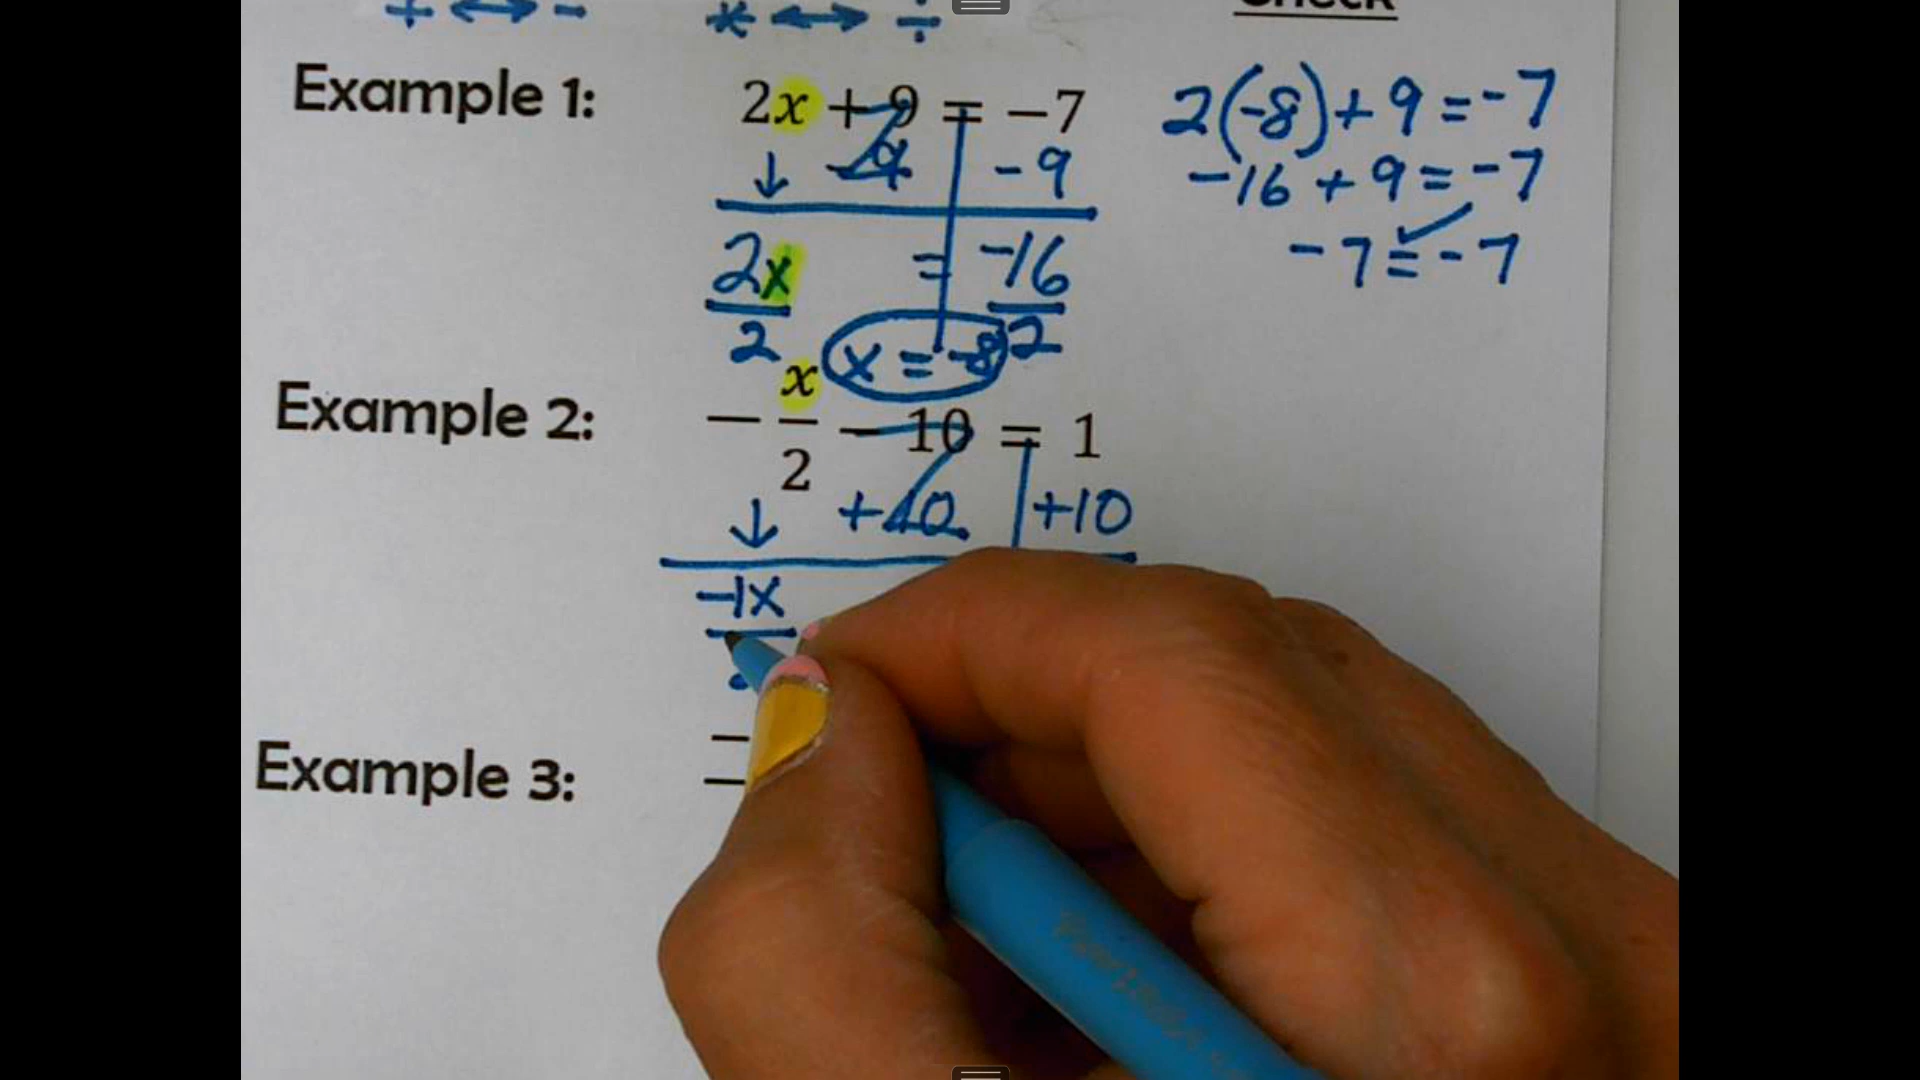 + ↔ - * ↔ ÷
Check
Example 1: 2x + 9 = −7
↓ -9 -9
2x = -16
2 2
x = -8
2(-8) + 9 = -7
-16 + 9 = -7
-7 = -7 ✓
Example 2: − x/2 − 10 = 1
↓ +10 +10
-1x
Example 3: